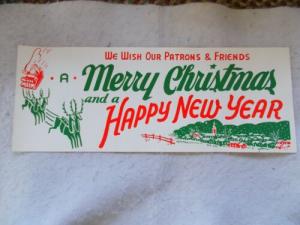 WE WISH OUR PATRONS & FRIENDS
• A • Merry Christmas
and a
HAPPY NEW YEAR